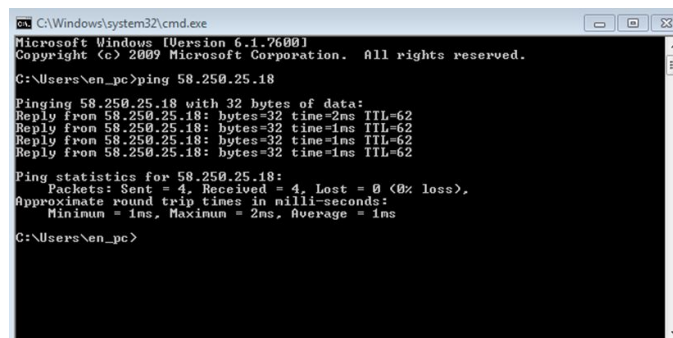 C:\Windows\system32\cmd.exe
Microsoft Windows [Version 6.1.7600]
Copyright (c) 2009 Microsoft Corporation.  All rights reserved.
C:\Users\en_pc>ping 58.250.25.18
Pinging 58.250.25.18 with 32 bytes of data:
Reply from 58.250.25.18: bytes=32 time=2ms TTL=62
Reply from 58.250.25.18: bytes=32 time=1ms TTL=62
Reply from 58.250.25.18: bytes=32 time=1ms TTL=62
Reply from 58.250.25.18: bytes=32 time=1ms TTL=62
Ping statistics for 58.250.25.18:
    Packets: Sent = 4, Received = 4, Lost = 0 (0% loss),
Approximate round trip times in milli-seconds:
    Minimum = 1ms, Maximum = 2ms, Average = 1ms
C:\Users\en_pc>